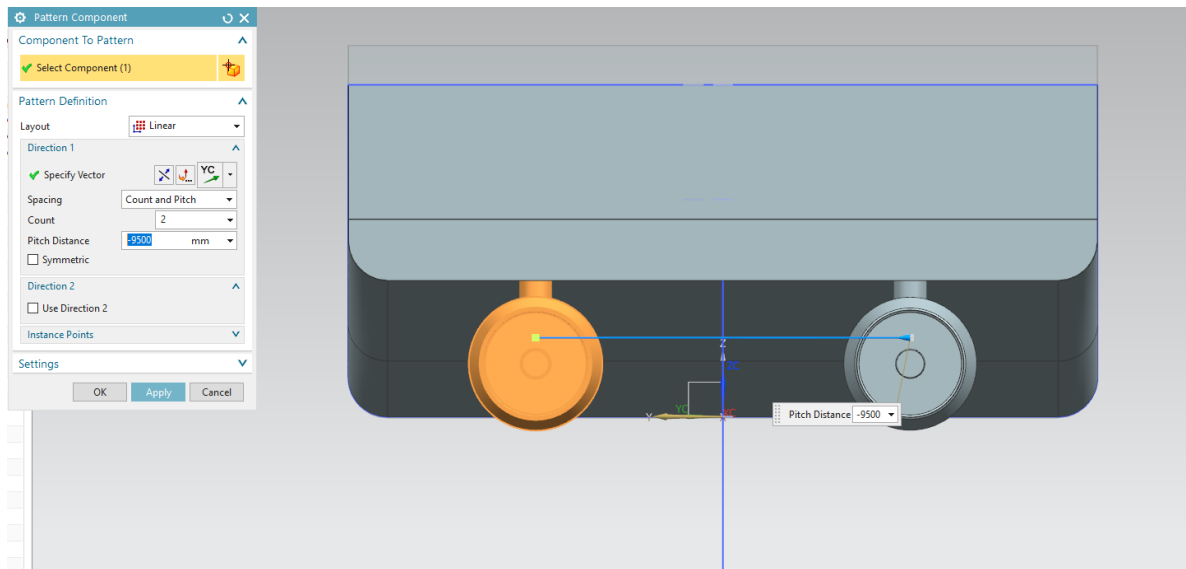 Pattern Component
Component To Pattern
Select Component (1)
Pattern Definition
Layout Linear
Direction 1
Specify Vector YC
Spacing Count and Pitch
Count 2
Pitch Distance -9500 mm
Symmetric
Direction 2
Use Direction 2
Instance Points
Settings
OK Apply Cancel
Z
ZC
Y YC XC
Pitch Distance -9500